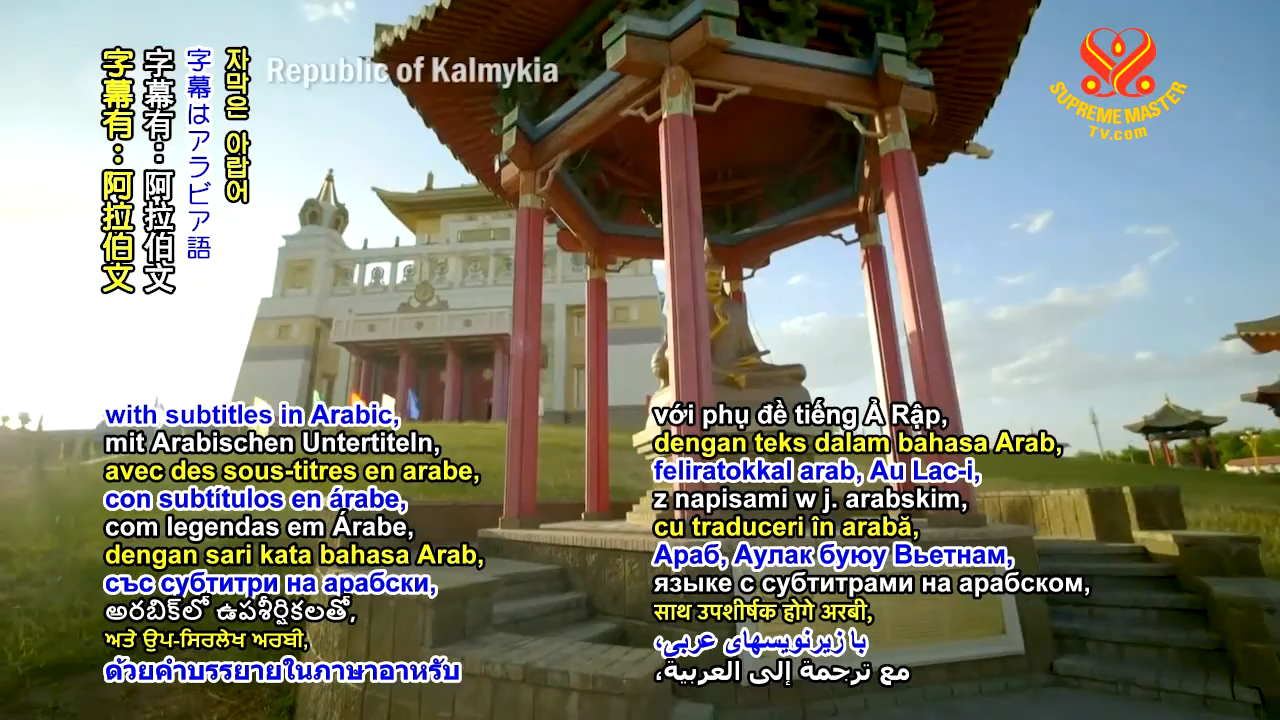 字幕有：阿拉伯文
字幕有：阿拉伯文
字幕はアラビア語
자막은 아랍어
Republic of Kalmykia
SUPREME MASTER
TV.com
with subtitles in Arabic,
mit Arabischen Untertiteln,
avec des sous-titres en arabe,
con subtítulos en árabe,
com legendas em Árabe,
dengan sari kata bahasa Arab,
със субтитри на арабски,
అరబిక్‌లో ఉపశీర్షికలతో,
ਅਤੇ ਉਪ-ਸਿਰਲੇਖ ਅਰਬੀ,
ด้วยคำบรรยายในภาษาอาหรับ
với phụ đề tiếng Ả Rập,
dengan teks dalam bahasa Arab,
feliratokkal arab, Au Lac-i,
z napisami w j. arabskim,
cu traduceri în arabă,
Араб, Аулак буюу Вьетнам,
языке с субтитрами на арабском,
साथ उपशीर्षक होगे अरबी,
با زیرنویسهای عربی،
مع ترجمة إلى العربية،